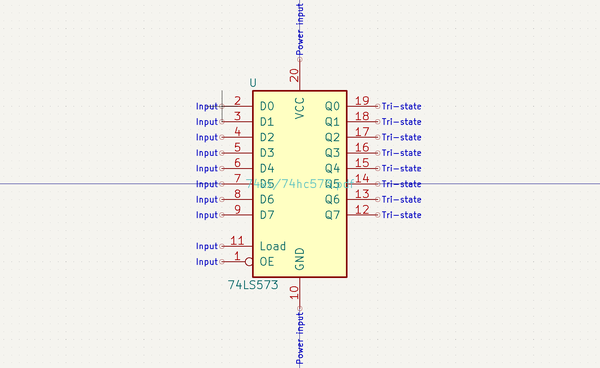 Power input
20
U
VCC
Input 2 D0 Q0 19 Tri-state
Input 3 D1 Q1 18 Tri-state
Input 4 D2 Q2 17 Tri-state
Input 5 D3 Q3 16 Tri-state
Input 6 D4 Q4 15 Tri-state
Input 7 D5 Q5 14 Tri-state
Input 8 D6 Q6 13 Tri-state
Input 9 D7 Q7 12 Tri-state
Input 11 Load
Input 1 OE
GND
74LS573
10
Power input